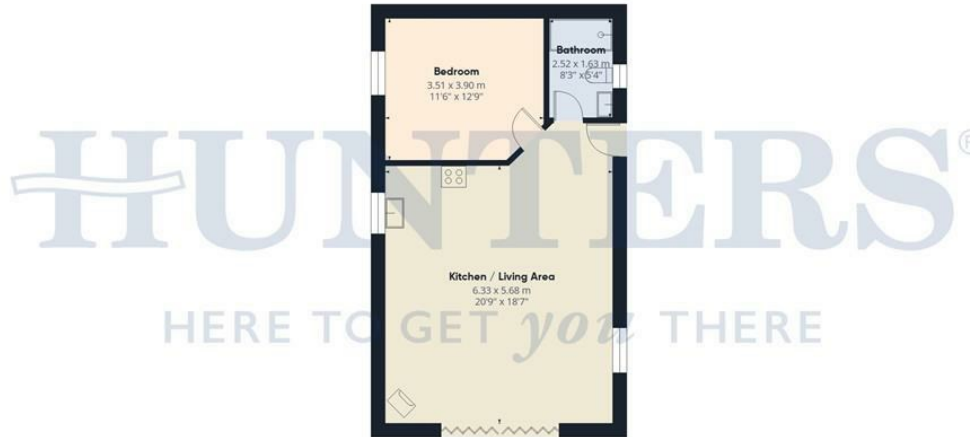 Bathroom
2.52 x 1.63 m
8'3" x 5'4"
Bedroom
3.51 x 3.90 m
11'6" x 12'9"
HUNTERS®
Kitchen / Living Area
6.33 x 5.68 m
20'9" x 18'7"
HERE TO GET you THERE